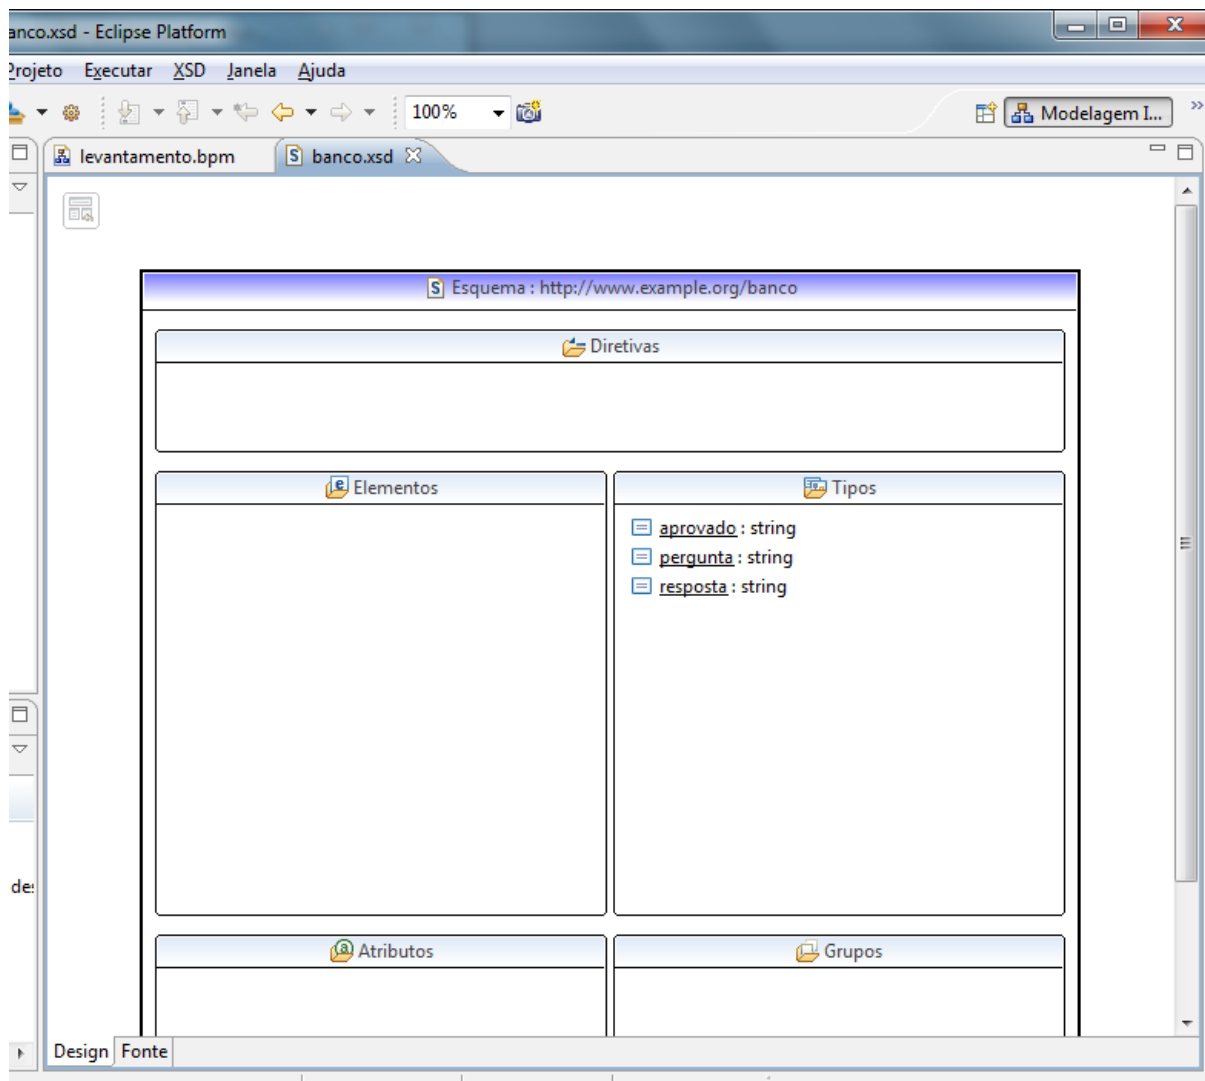 anco.xsd - Eclipse Platform
Projeto Executar XSD Janela Ajuda
100% Modelagem I...
levantamento.bpm banco.xsd
Esquema : http://www.example.org/banco
Diretivas
Elementos Tipos
aprovado : string
pergunta : string
resposta : string
de
Atributos Grupos
Design Fonte